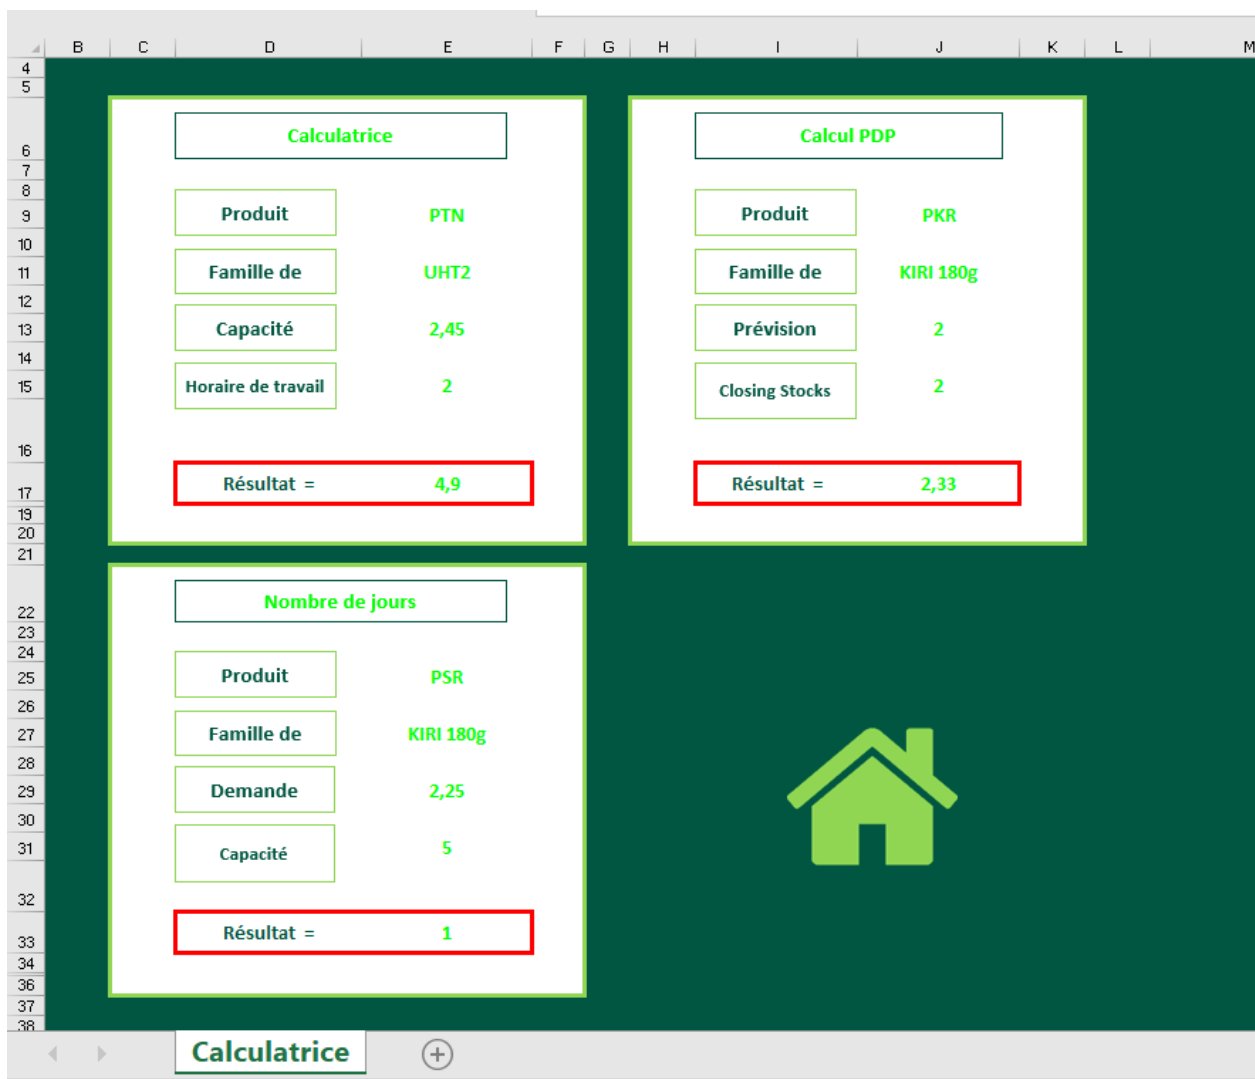 B C D E F G H I J K L M
4
5
6 Calculatrice Calcul PDP
7
8
9 Produit PTN Produit PKR
10
11 Famille de UHT2 Famille de KIRI 180g
12
13 Capacité 2,45 Prévision 2
14
15 Horaire de travail 2 Closing Stocks 2
16
17 Résultat = 4,9 Résultat = 2,33
19
20
21
22 Nombre de jours
23
24
25 Produit PSR
26
27 Famille de KIRI 180g
28
29 Demande 2,25
30
31 Capacité 5
32
33 Résultat = 1
34
36
37
38
Calculatrice